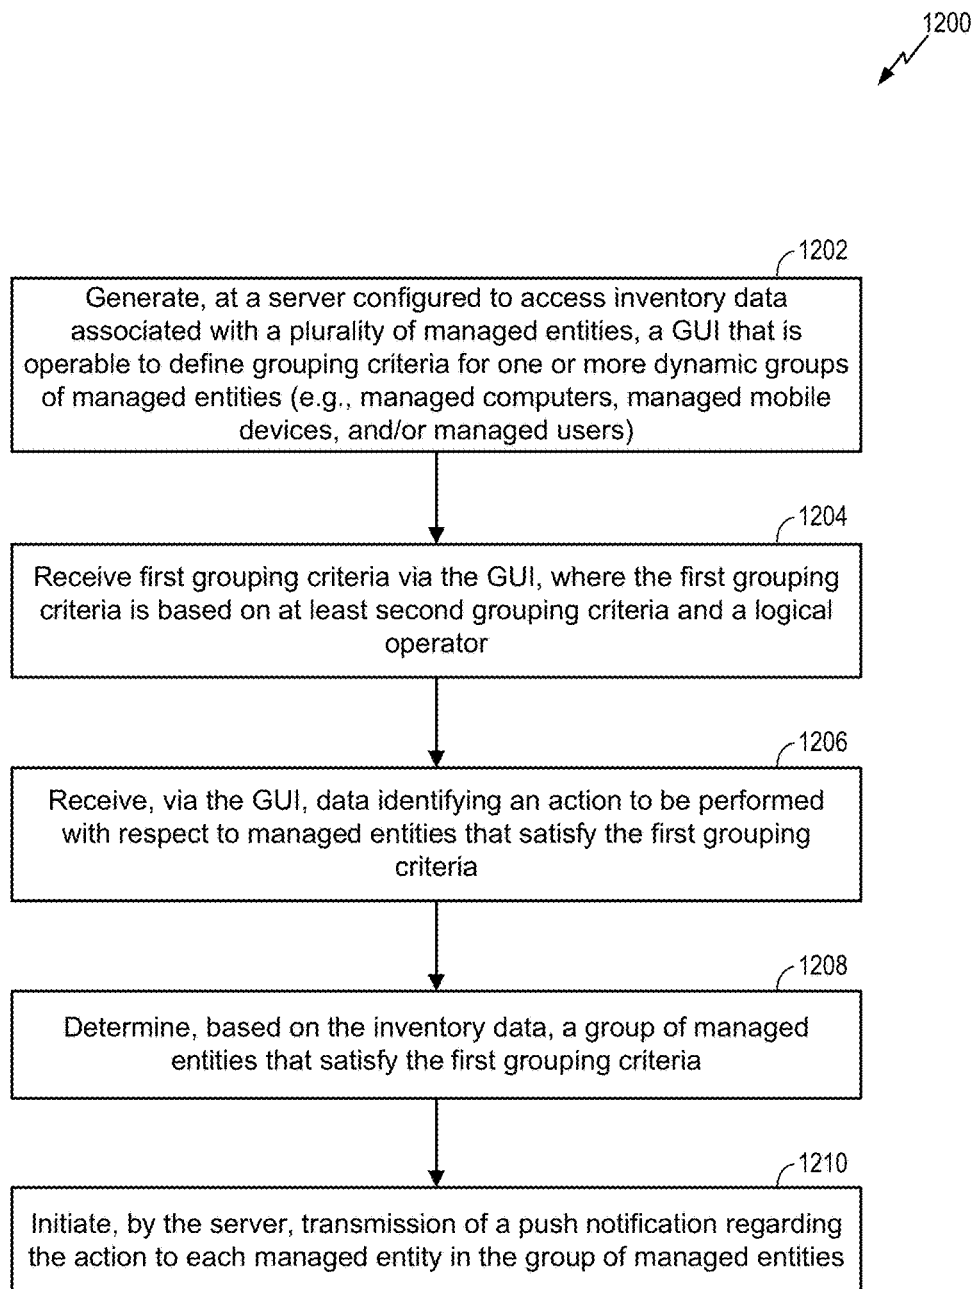 1200
1202
Generate, at a server configured to access inventory data
associated with a plurality of managed entities, a GUI that is
operable to define grouping criteria for one or more dynamic groups
of managed entities (e.g., managed computers, managed mobile
devices, and/or managed users)
1204
Receive first grouping criteria via the GUI, where the first grouping
criteria is based on at least second grouping criteria and a logical
operator
1206
Receive, via the GUI, data identifying an action to be performed
with respect to managed entities that satisfy the first grouping
criteria
1208
Determine, based on the inventory data, a group of managed
entities that satisfy the first grouping criteria
1210
Initiate, by the server, transmission of a push notification regarding
the action to each managed entity in the group of managed entities